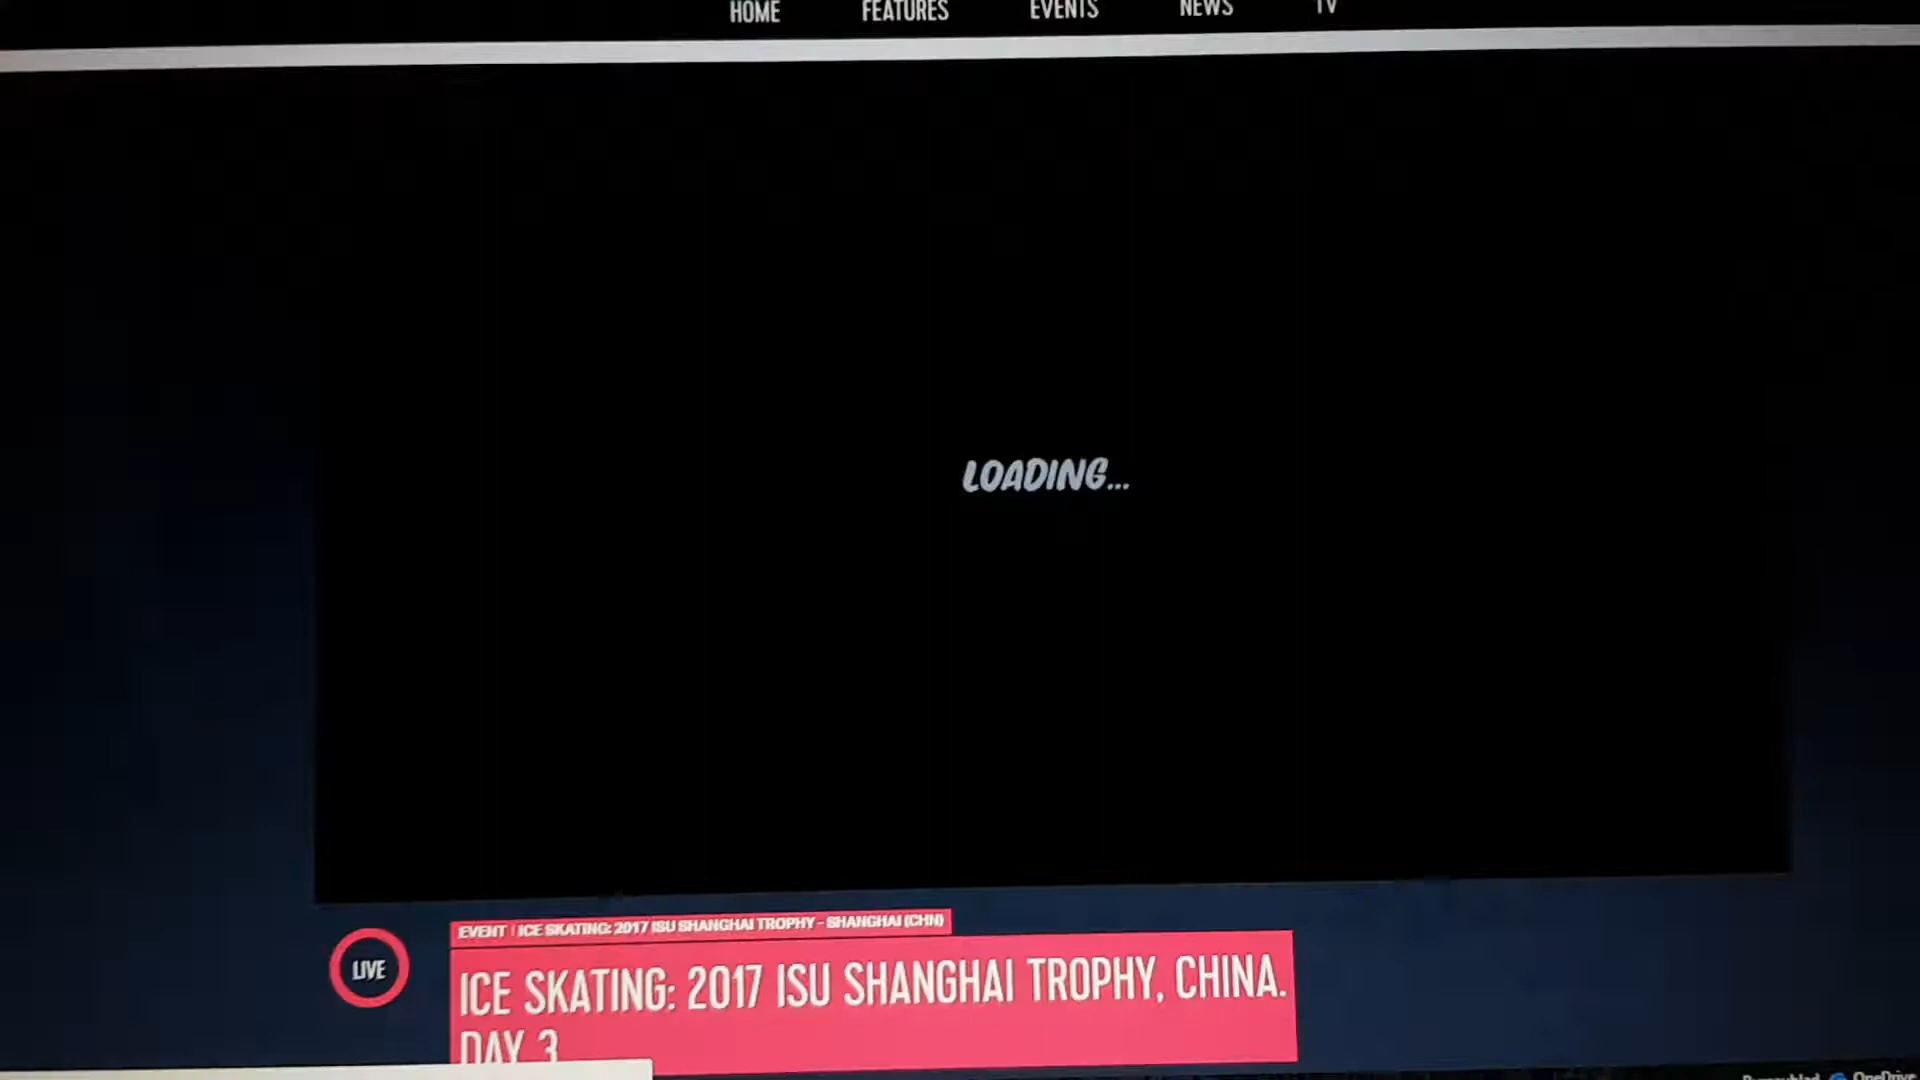 HOME FEATURES EVENTS NEWS TV
LOADING...
EVENT | ICE SKATING: 2017 ISU SHANGHAI TROPHY - SHANGHAI (CHN)
LIVE
ICE SKATING: 2017 ISU SHANGHAI TROPHY, CHINA.
DAY 3
OneDrive